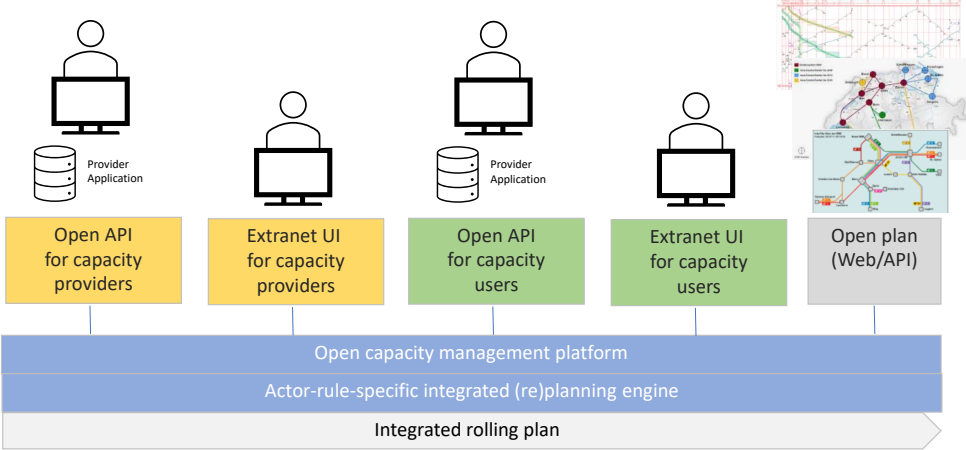 Provider
Application
Provider
Application
Open API
for capacity
providers
Extranet UI
for capacity
providers
Open API
for capacity
users
Extranet UI
for capacity
users
Open plan
(Web/API)
Open capacity management platform
Actor-rule-specific integrated (re)planning engine
Integrated rolling plan